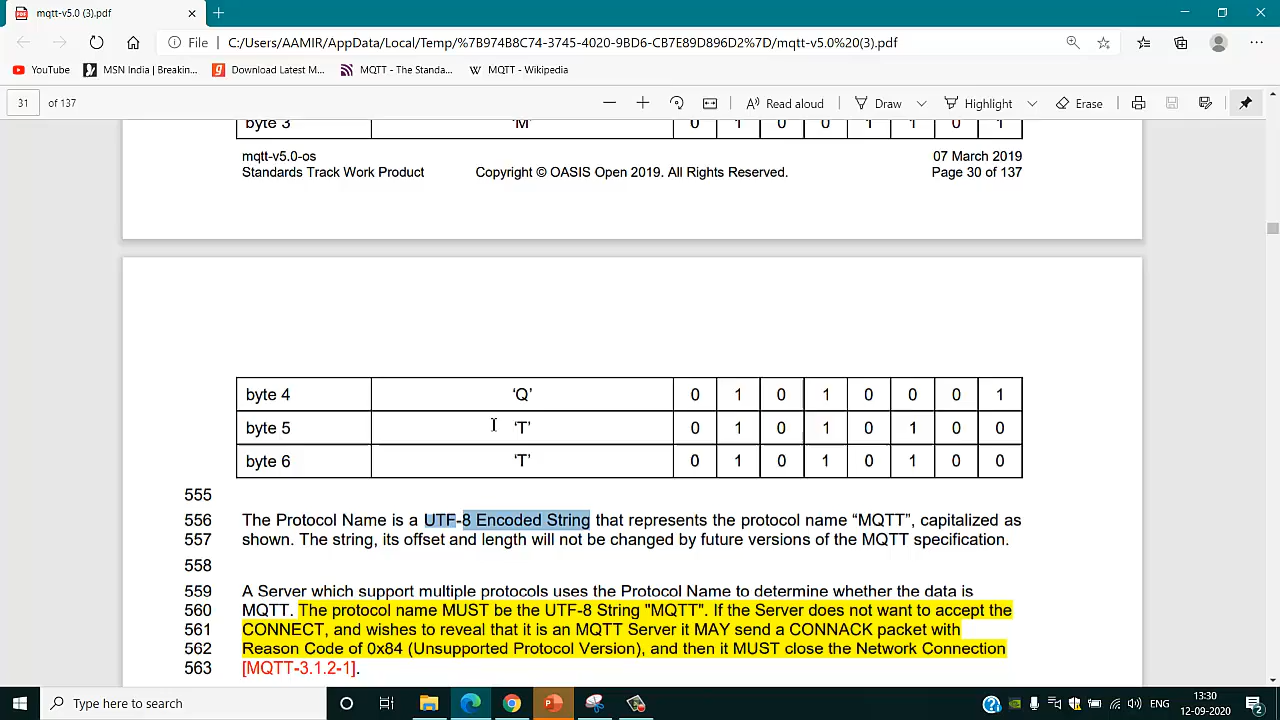 mqtt-v5.0 (3).pdf
File
C:/Users/AAMIR/AppData/Local/Temp/%7B974B8C74-3745-4020-9BD6-CB7E89D896D2%7D/mqtt-v5.0%20(3).pdf
YouTube MSN India | Breakin... Download Latest M... MQTT - The Standa... MQTT - Wikipedia
31 of 137 Read aloud Draw Highlight Erase
byte 3 'M' 0 1 0 0 1 1 0 1
mqtt-v5.0-os 07 March 2019
Standards Track Work Product Copyright © OASIS Open 2019. All Rights Reserved. Page 30 of 137
byte 4 ‘Q’ 0 1 0 1 0 0 0 1
byte 5 ‘T’ 0 1 0 1 0 1 0 0
byte 6 ‘T’ 0 1 0 1 0 1 0 0
555
556 The Protocol Name is a UTF-8 Encoded String that represents the protocol name “MQTT”, capitalized as
557 shown. The string, its offset and length will not be changed by future versions of the MQTT specification.
558
559 A Server which support multiple protocols uses the Protocol Name to determine whether the data is
560 MQTT. The protocol name MUST be the UTF-8 String "MQTT". If the Server does not want to accept the
561 CONNECT, and wishes to reveal that it is an MQTT Server it MAY send a CONNACK packet with
562 Reason Code of 0x84 (Unsupported Protocol Version), and then it MUST close the Network Connection
563 [MQTT-3.1.2-1].
Type here to search
ENG
13:30
12-09-2020
2